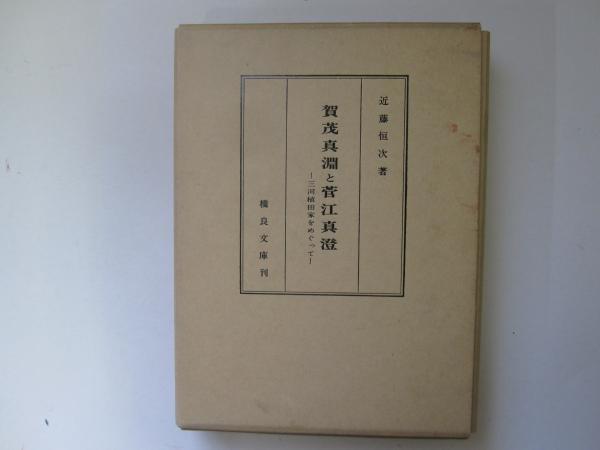 近藤恒次著
賀茂真淵と菅江真澄
―三河植田家をめぐって―
橋良文庫刊